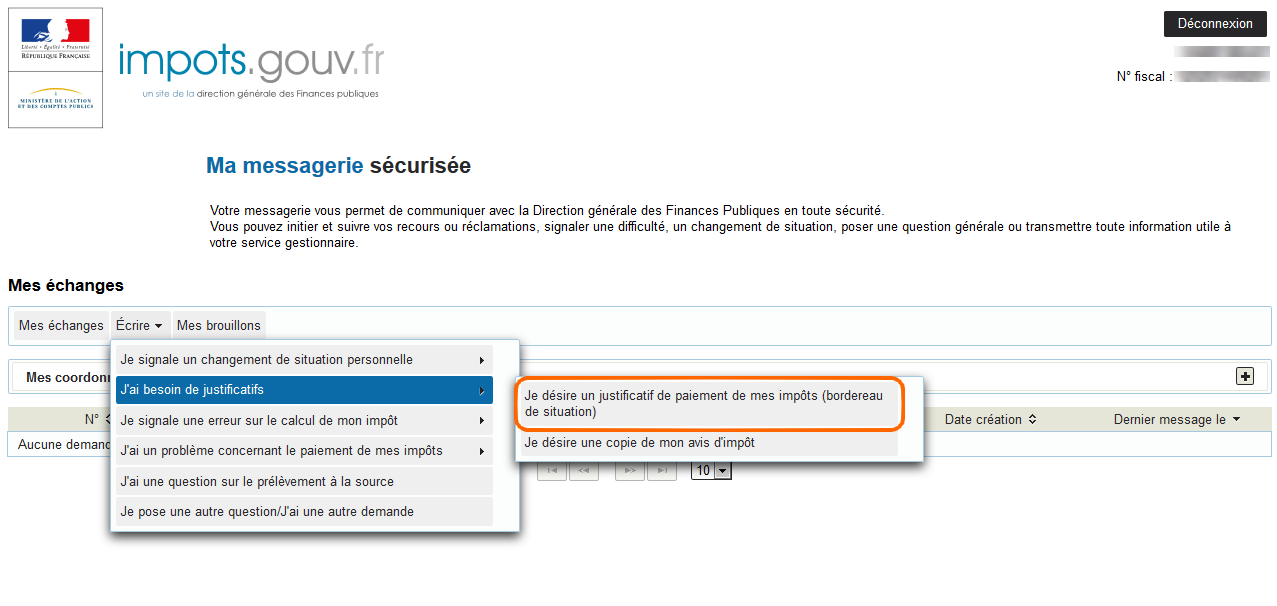 Déconnexion
Liberté • Égalité • Fraternité
RÉPUBLIQUE FRANÇAISE
impots.gouv.fr
N° fiscal :
un site de la direction générale des Finances publiques
MINISTÈRE DE L'ACTION
ET DES COMPTES PUBLICS
Ma messagerie sécurisée
Votre messagerie vous permet de communiquer avec la Direction générale des Finances Publiques en toute sécurité.
Vous pouvez initier et suivre vos recours ou réclamations, signaler une difficulté, un changement de situation, poser une question générale ou transmettre toute information utile à
votre service gestionnaire.
Mes échanges
Mes échanges Écrire Mes brouillons
Je signale un changement de situation personnelle
Mes coordonn
J'ai besoin de justificatifs
Je désire un justificatif de paiement de mes impôts (bordereau
de situation)
N°
Je signale une erreur sur le calcul de mon impôt
Date création
Dernier message le
Aucune demand
J'ai un problème concernant le paiement de mes impôts
Je désire une copie de mon avis d'impôt
10
J'ai une question sur le prélèvement à la source
Je pose une autre question/J'ai une autre demande